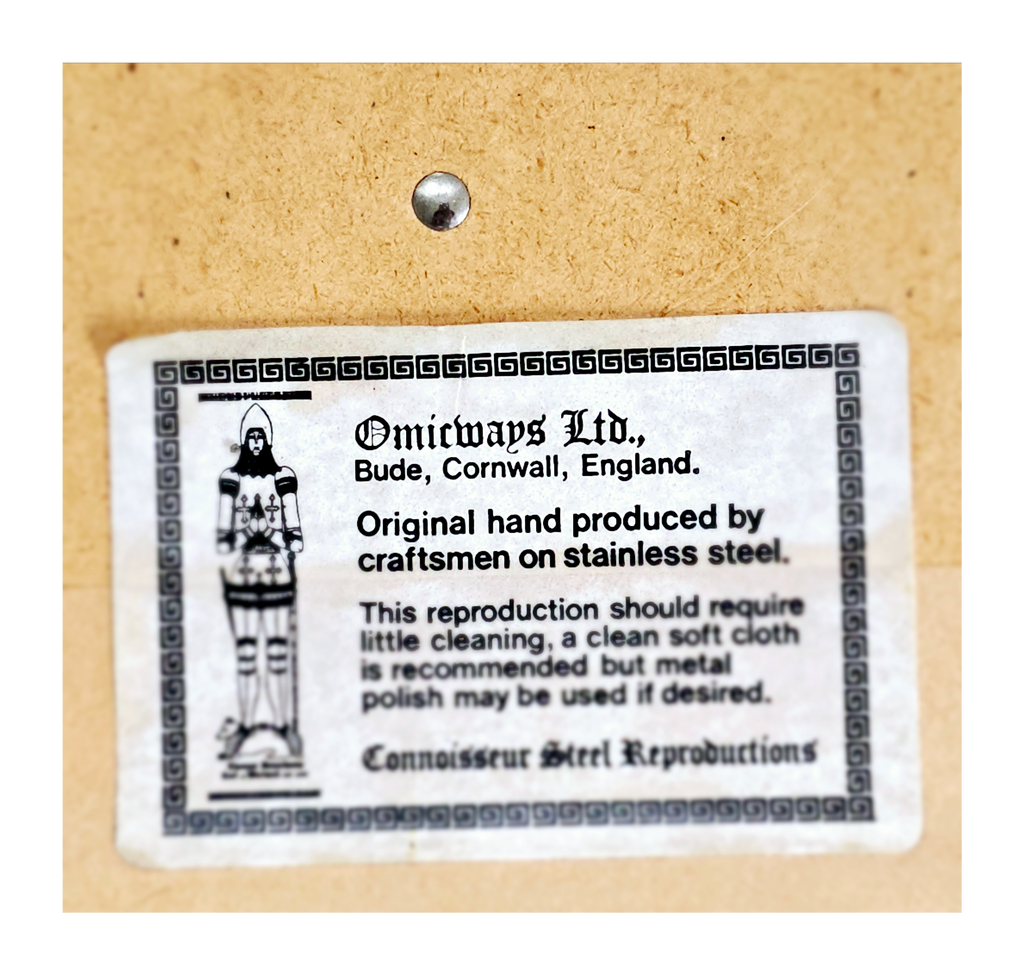 Omicways Ltd.,
Bude, Cornwall, England.
Original hand produced by
craftsmen on stainless steel.
This reproduction should require
little cleaning, a clean soft cloth
is recommended but metal
polish may be used if desired.
Connoisseur Steel Reproductions